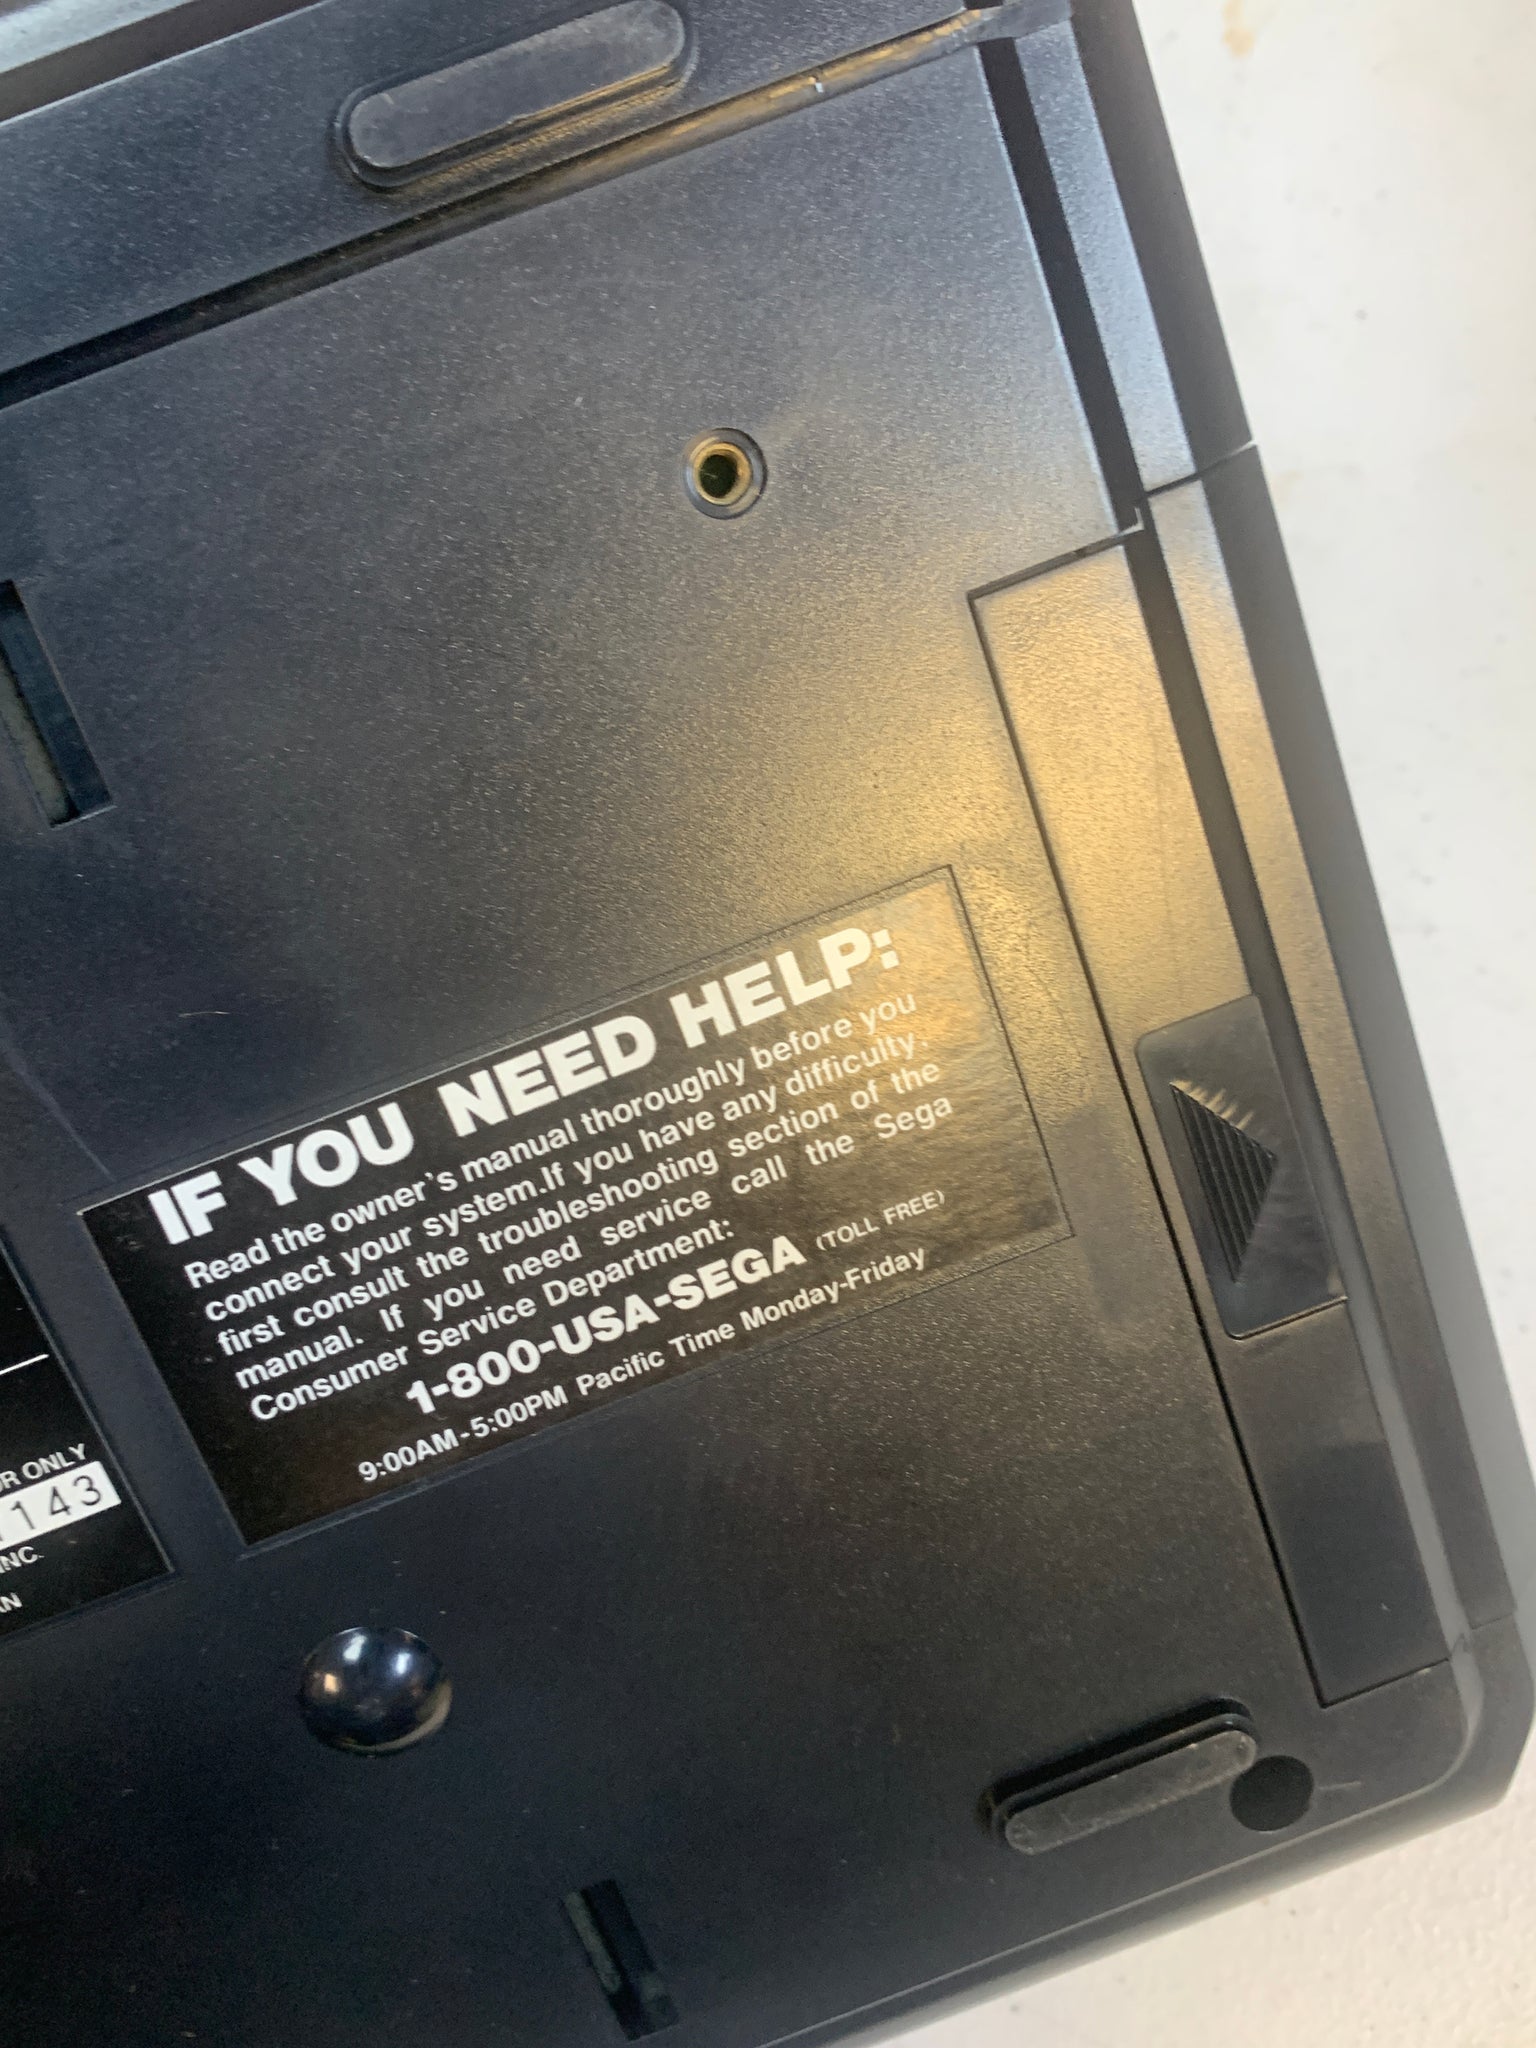 IF YOU NEED HELP:
Read the owner's manual thoroughly before you
connect your system.If you have any difficulty,
first consult the troubleshooting section of the
manual. If you need service call the Sega
Consumer Service Department:
1-800-USA-SEGA (TOLL FREE)
9:00AM-5:00PM Pacific Time Monday-Friday
ONLY
143
INC.